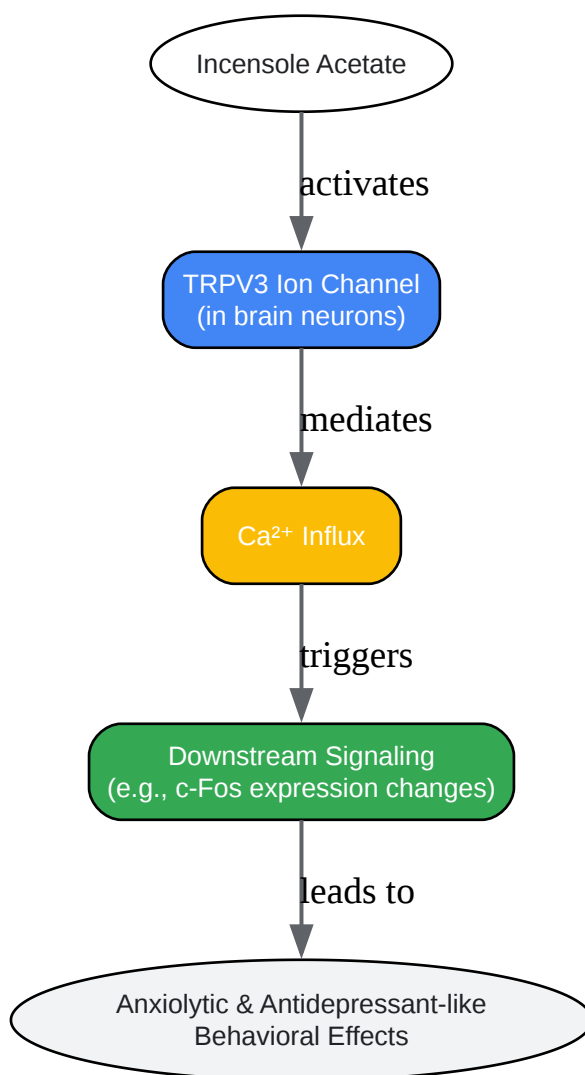 Incensole Acetate
activates
TRPV3 Ion Channel
(in brain neurons)
mediates
Ca²⁺ Influx
triggers
Downstream Signaling
(e.g., c-Fos expression changes)
leads to
Anxiolytic & Antidepressant-like
Behavioral Effects